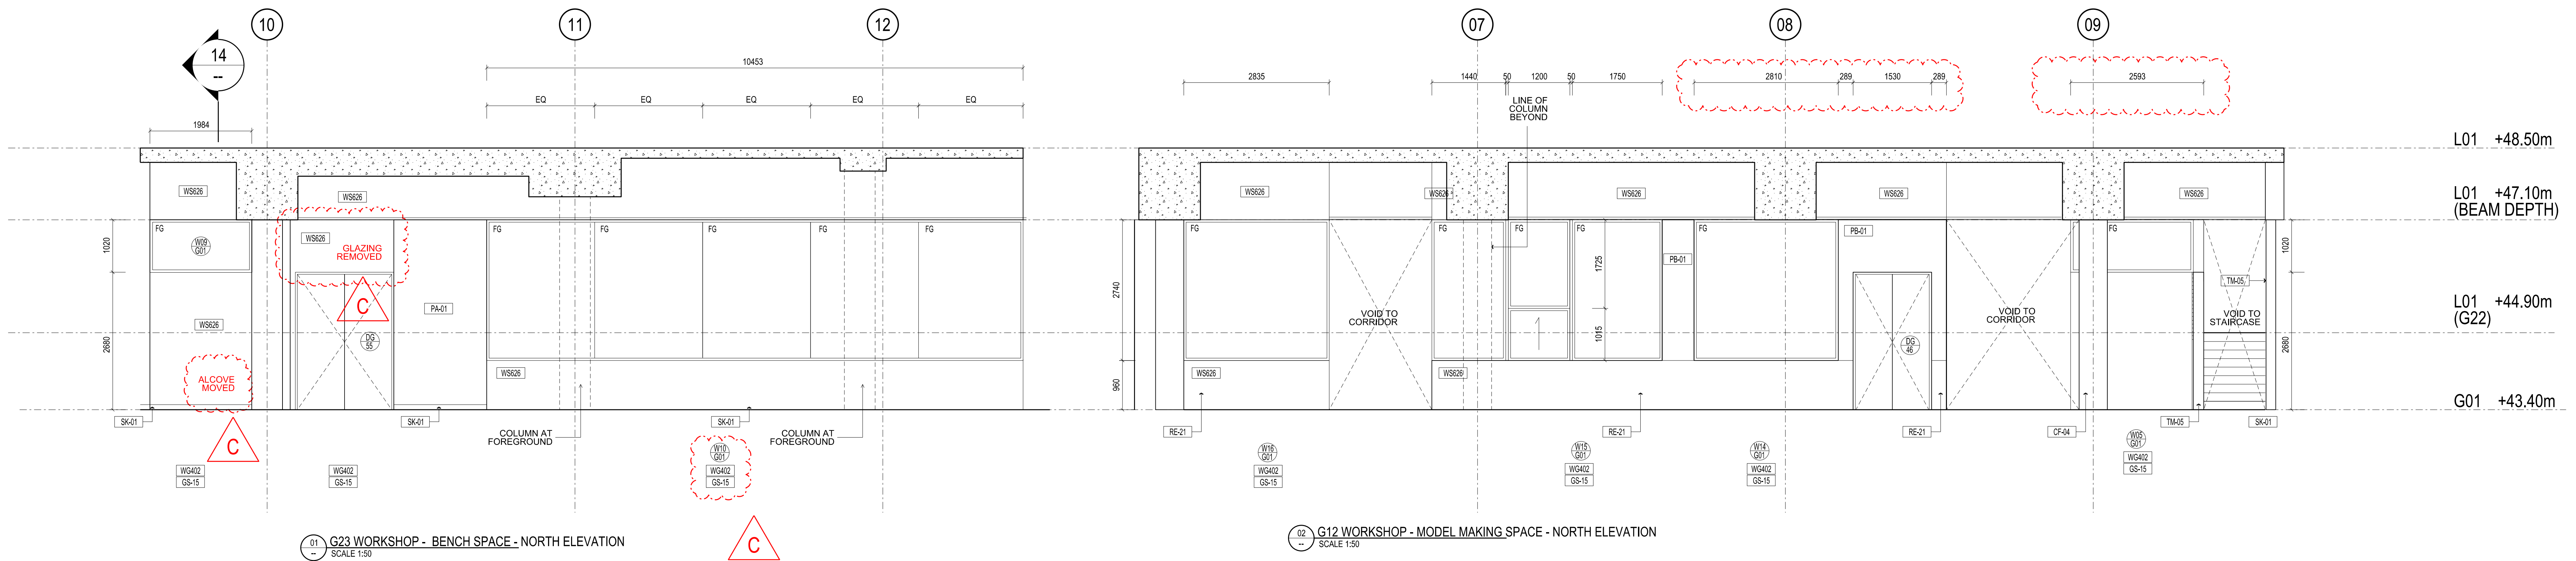 10
11
12
07
08
09
14
--
10453
EQ
EQ
EQ
EQ
EQ
1984
2835
1440
50
1200
50
1750
2810
289
1530
289
2593
LINE OF
COLUMN
BEYOND
L01 +48.50m
L01 +47.10m
(BEAM DEPTH)
L01 +44.90m
(G22)
G01 +43.40m
WS626
WS626
WS626
WS626
WS626
WS626
WS626
1020
2680
W09
G01
WS626
GLAZING
REMOVED
C
FG
FG
FG
FG
FG
WS626
PA-01
DG
55
ALCOVE
MOVED
C
WS626
SK-01
SK-01
SK-01
COLUMN AT
FOREGROUND
COLUMN AT
FOREGROUND
WG402
GS-15
WG402
GS-15
W10
G01
WG402
GS-15
C
01
--
G23 WORKSHOP - BENCH SPACE - NORTH ELEVATION
SCALE 1:50
2740
960
FG
FG
FG
FG
FG
FG
1725
1015
PB-01
PB-01
VOID TO
CORRIDOR
VOID TO
CORRIDOR
VOID TO
STAIRCASE
TM-05
1020
2680
DG
46
WS626
WS626
RE-21
RE-21
RE-21
CF-04
TM-05
SK-01
W16
G01
WG402
GS-15
W15
G01
WG402
GS-15
W14
G01
WG402
GS-15
W05
G01
WG402
GS-15
02
--
G12 WORKSHOP - MODEL MAKING SPACE - NORTH ELEVATION
SCALE 1:50